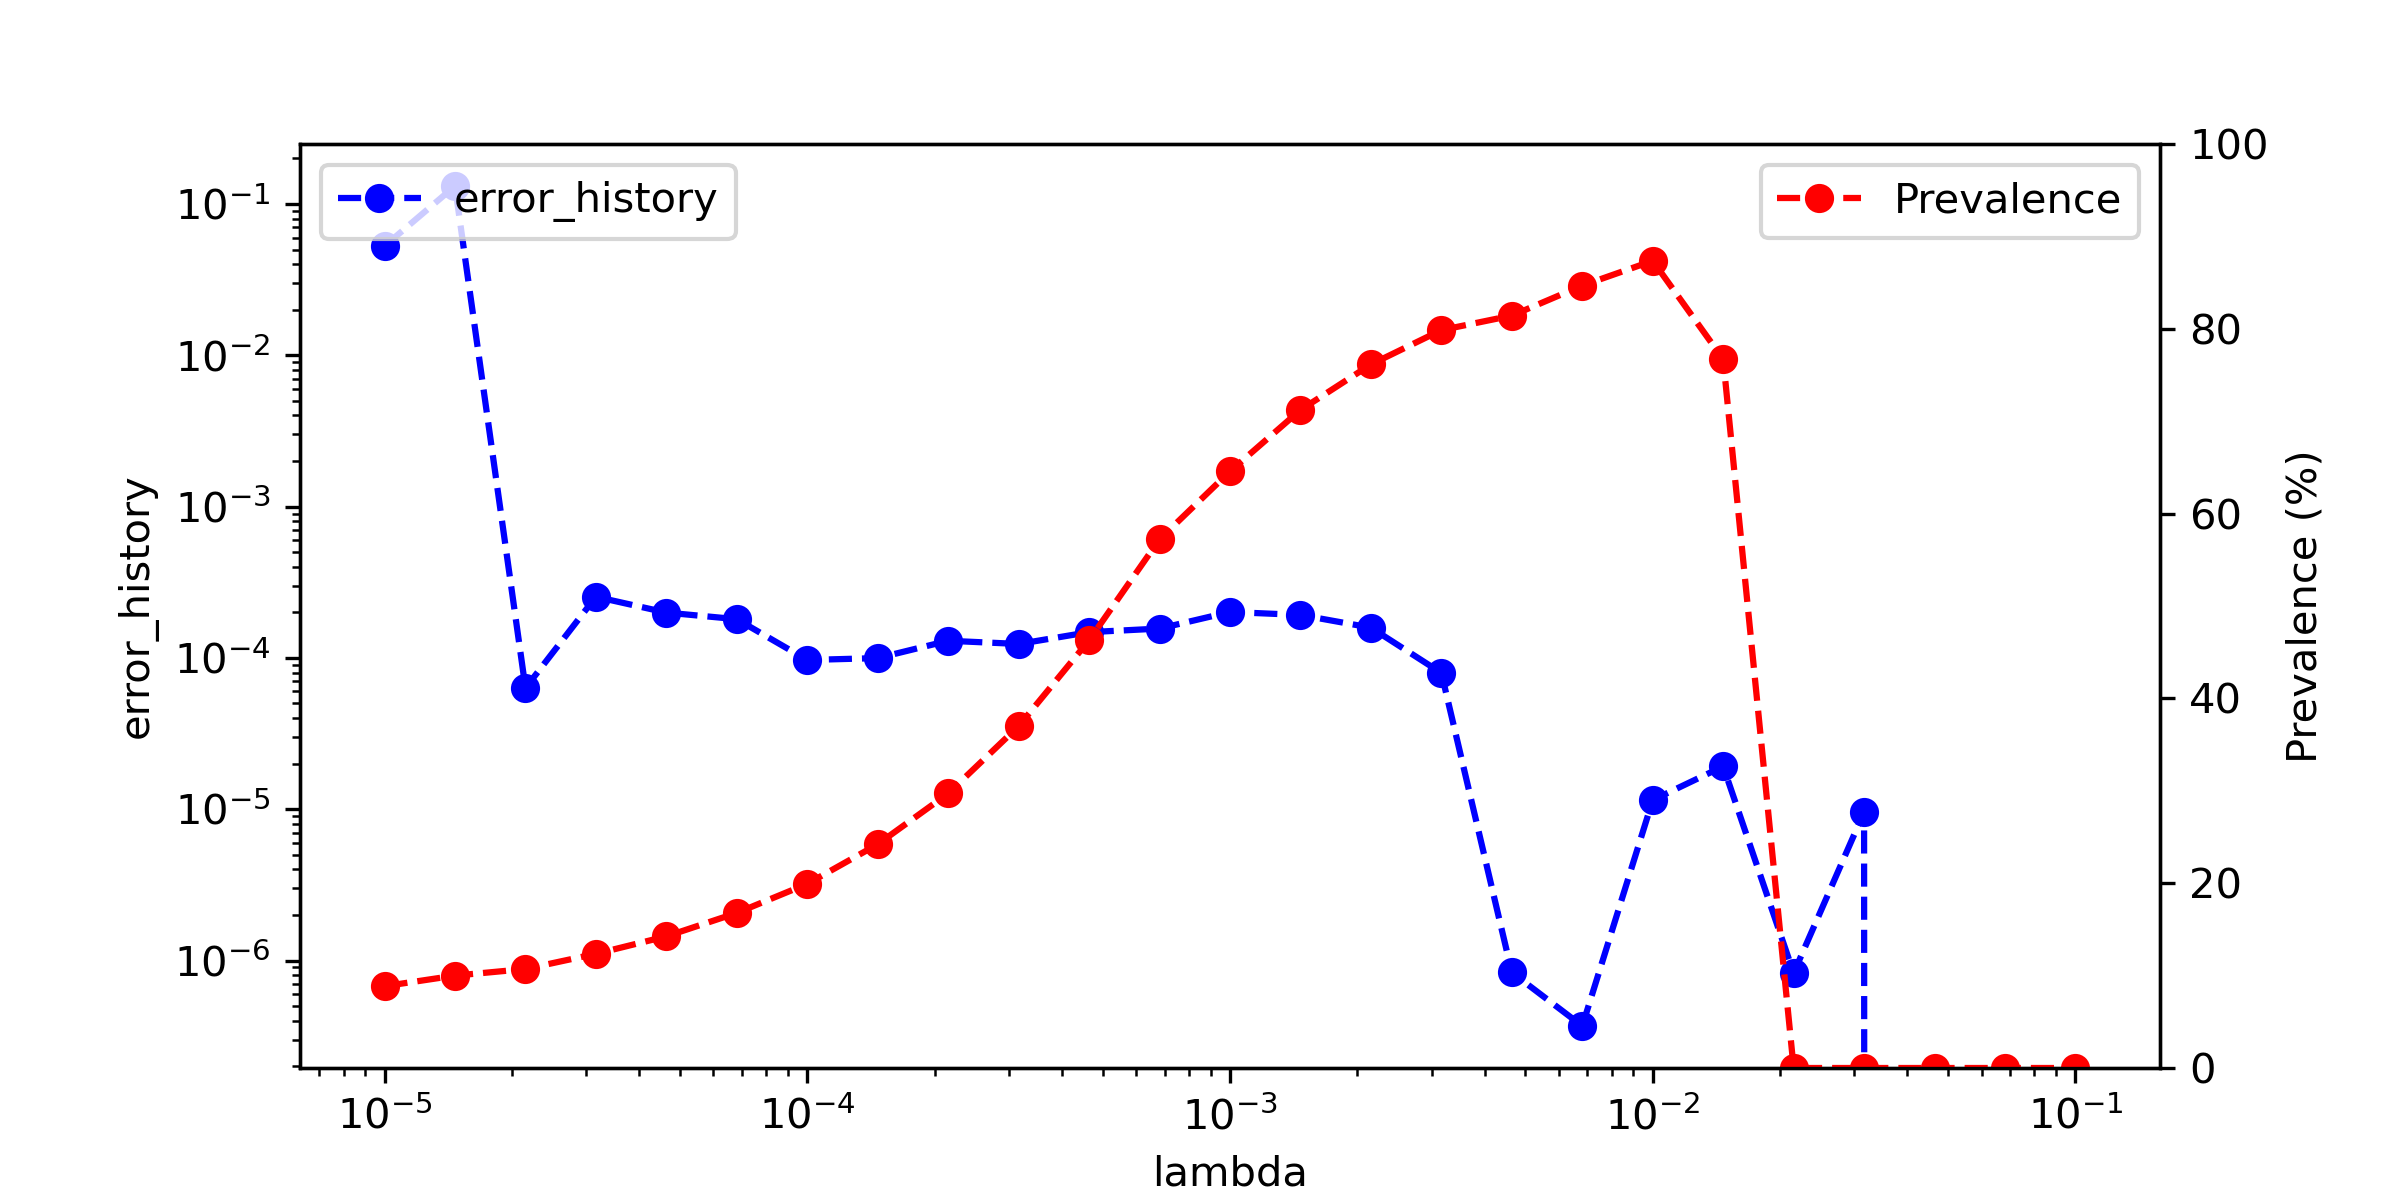 error_history
Prevalence
10⁻¹
10⁻²
10⁻³
10⁻⁴
10⁻⁵
10⁻⁶
error_history
100
80
60
40
20
0
Prevalence (%)
10⁻⁵ 10⁻⁴ 10⁻³ 10⁻² 10⁻¹
lambda